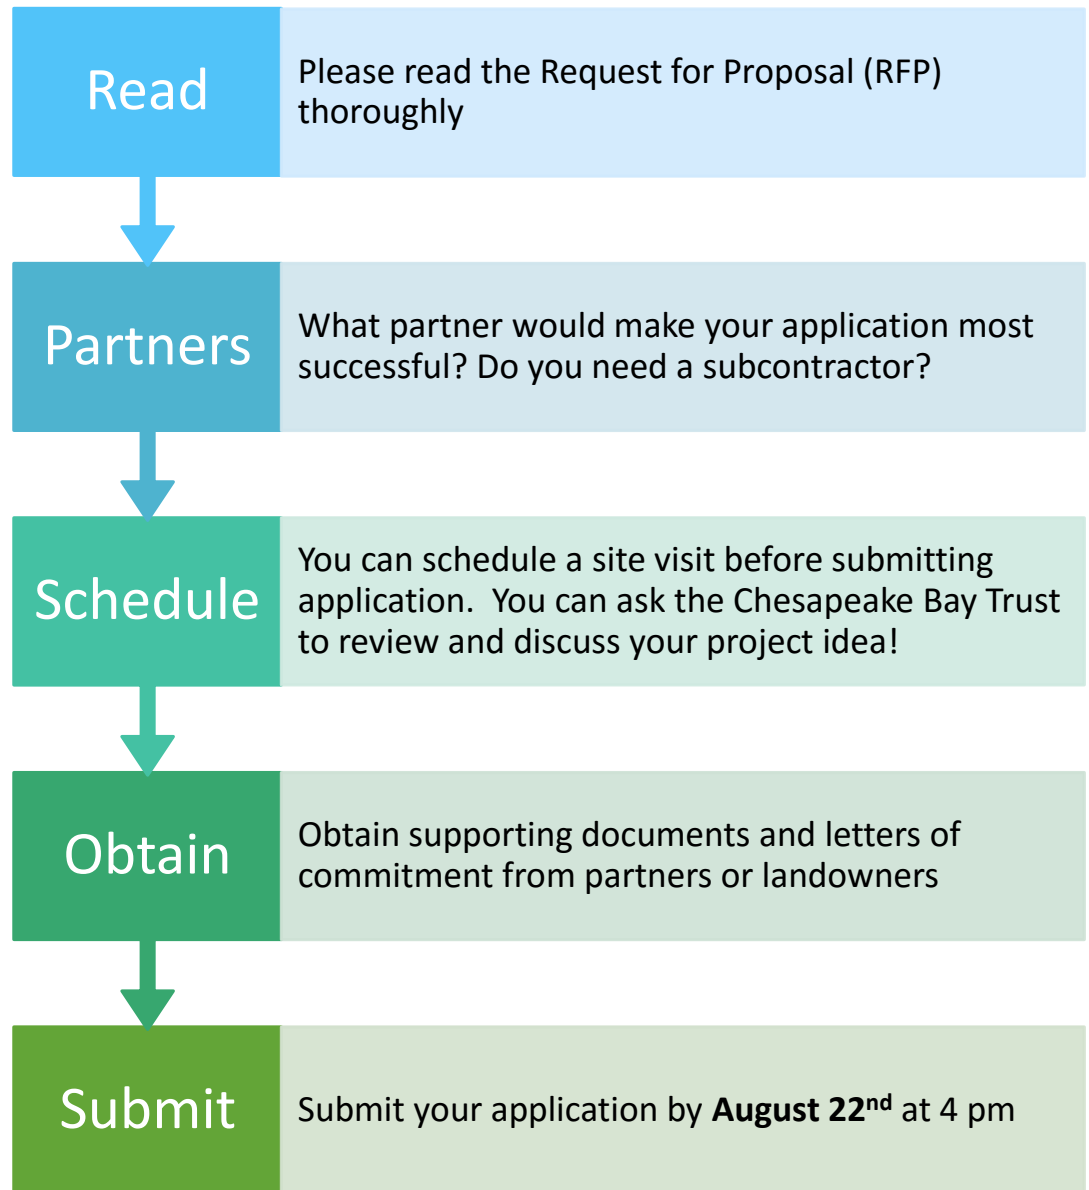 Read
Please read the Request for Proposal (RFP)
thoroughly
Partners
What partner would make your application most
successful? Do you need a subcontractor?
Schedule
You can schedule a site visit before submitting
application.  You can ask the Chesapeake Bay Trust
to review and discuss your project idea!
Obtain
Obtain supporting documents and letters of
commitment from partners or landowners
Submit
Submit your application by August 22nd at 4 pm